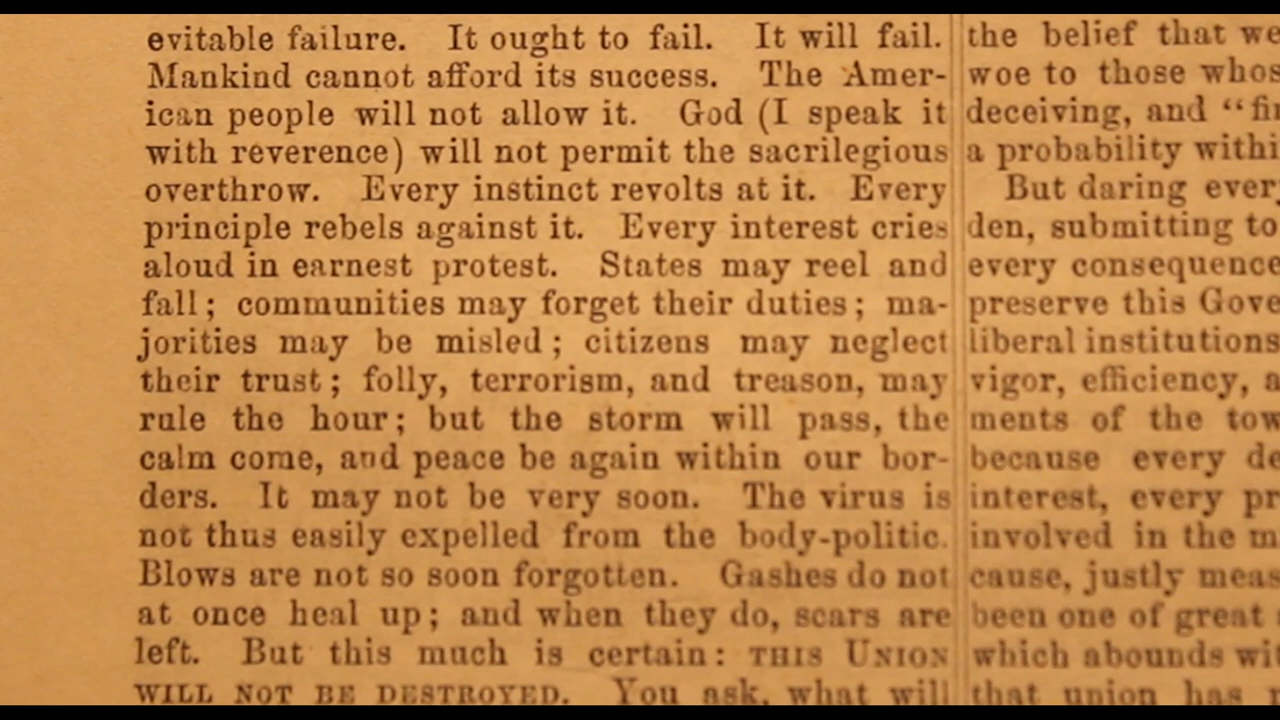 evitable failure. It ought to fail. It will fail.
Mankind cannot afford its success. The Amer-
ican people will not allow it. God (I speak it
with reverence) will not permit the sacrilegious
overthrow. Every instinct revolts at it. Every
principle rebels against it. Every interest cries
aloud in earnest protest. States may reel and
fall; communities may forget their duties; ma-
jorities may be misled; citizens may neglect
their trust; folly, terrorism, and treason, may
rule the hour; but the storm will pass, the
calm come, and peace be again within our bor-
ders. It may not be very soon. The virus is
not thus easily expelled from the body-politic.
Blows are not so soon forgotten. Gashes do not
at once heal up; and when they do, scars are
left. But this much is certain: THIS UNION
WILL NOT BE DESTROYED. You ask, what will
the belief that we
woe to those whos
deceiving, and “fin
a probability withi
But daring every
den, submitting to
every consequence
preserve this Gove
liberal institutions
vigor, efficiency, a
ments of the tow
because every de
interest, every pr
involved in the m
cause, justly meas
been one of great
which abounds wit
that union has